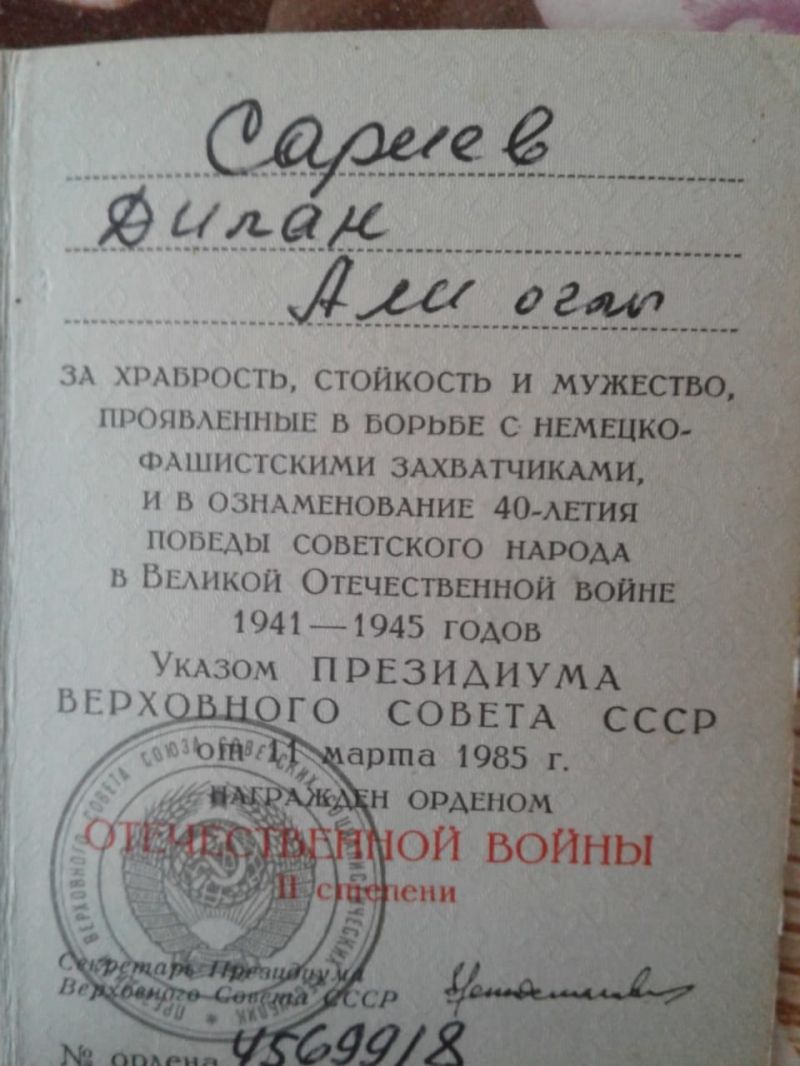 Сариев
Дилан
Али оглы
ЗА ХРАБРОСТЬ, СТОЙКОСТЬ И МУЖЕСТВО,
ПРОЯВЛЕННЫЕ В БОРЬБЕ С НЕМЕЦКО-
ФАШИСТСКИМИ ЗАХВАТЧИКАМИ,
И В ОЗНАМЕНОВАНИЕ 40-ЛЕТИЯ
ПОБЕДЫ СОВЕТСКОГО НАРОДА
В ВЕЛИКОЙ ОТЕЧЕСТВЕННОЙ ВОЙНЕ
1941—1945 ГОДОВ
УКАЗОМ ПРЕЗИДИУМА
ВЕРХОВНОГО СОВЕТА СССР
от 11 марта 1985 г.
НАГРАЖДЕН ОРДЕНОМ
ОТЕЧЕСТВЕННОЙ ВОЙНЫ
II степени
Секретарь Президиума
Верховного Совета СССР
№ ордена 4569918